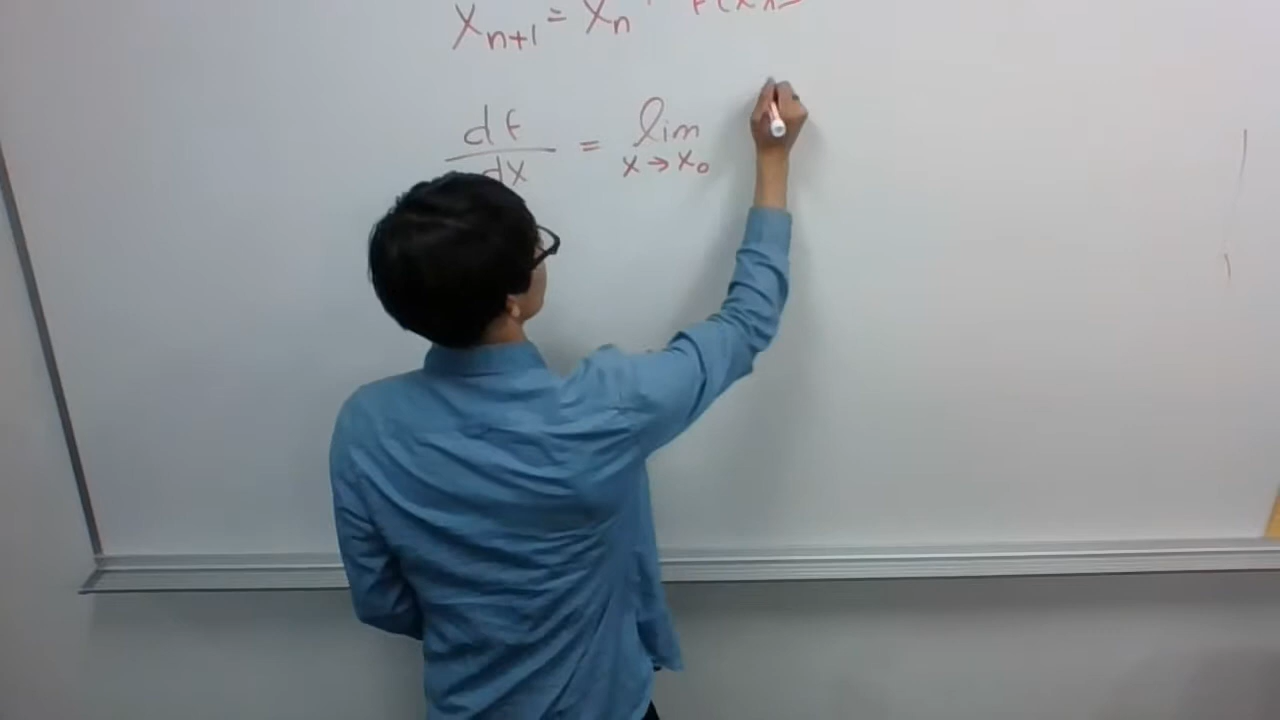 Xn+1 = Xn
df/dx = lim x→x0